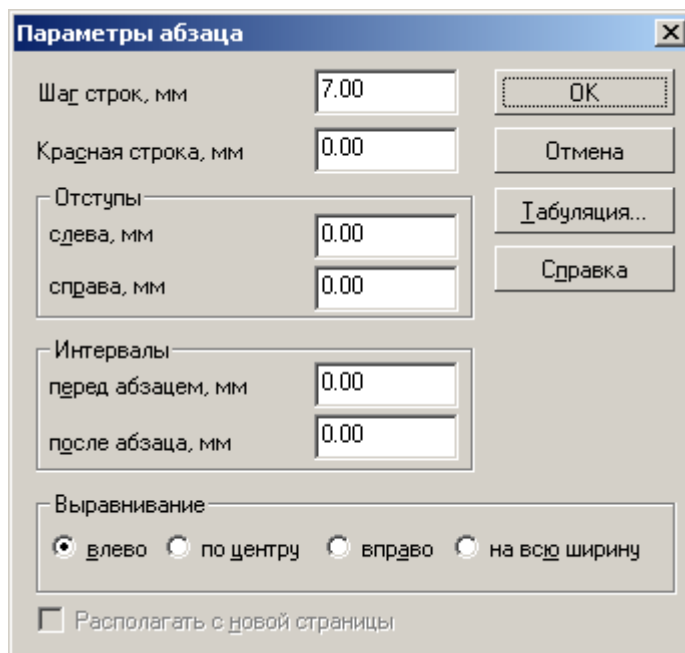 Параметры абзаца
Шаг строк, мм 7.00 OK
Красная строка, мм 0.00 Отмена
Отступы
Табуляция...
слева, мм 0.00
справа, мм 0.00 Справка
Интервалы
перед абзацем, мм 0.00
после абзаца, мм 0.00
Выравнивание
влево по центру вправо на всю ширину
Располагать с новой страницы